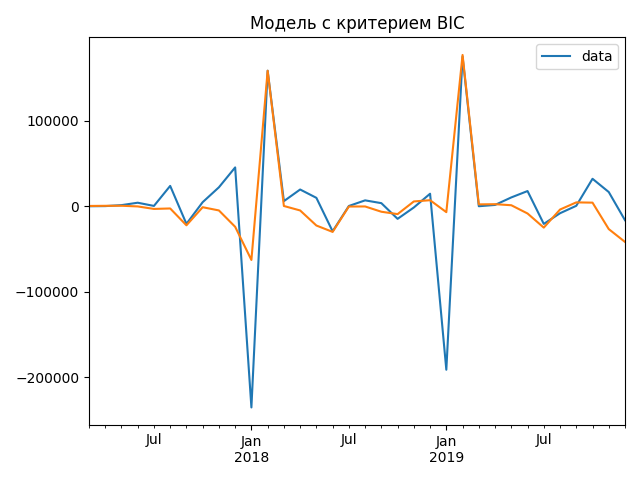 Модель с критерием BIC
data
100000
0
−100000
−200000
Jul
Jan
2018
Jul
Jan
2019
Jul